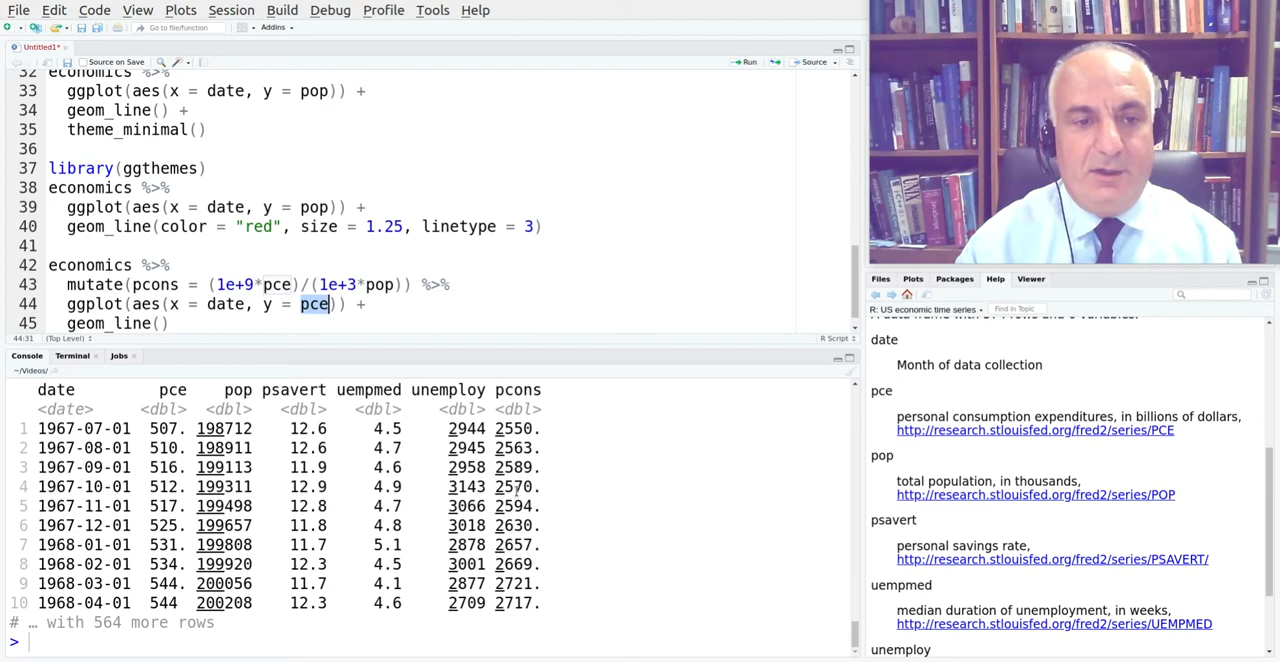 File Edit Code View Plots Session Build Debug Profile Tools Help
Go to file/function Addins
Untitled1*
Source on Save Run Source
32 economics %>%
33 ggplot(aes(x = date, y = pop)) +
34 geom_line() +
35 theme_minimal()
36
37 library(ggthemes)
38 economics %>%
39 ggplot(aes(x = date, y = pop)) +
40 geom_line(color = "red", size = 1.25, linetype = 3)
41
42 economics %>%
43 mutate(pcons = (1e+9*pce)/(1e+3*pop)) %>%
44 ggplot(aes(x = date, y = pce)) +
45 geom_line()
44:31 (Top Level) R Script
Console Terminal Jobs
~/Videos/
date pce pop psavert uempmed unemploy pcons
<date> <dbl> <dbl> <dbl> <dbl> <dbl> <dbl>
1 1967-07-01 507. 198712 12.6 4.5 2944 2550.
2 1967-08-01 510. 198911 12.6 4.7 2945 2563.
3 1967-09-01 516. 199113 11.9 4.6 2958 2589.
4 1967-10-01 512. 199311 12.9 4.9 3143 2570.
5 1967-11-01 517. 199498 12.8 4.7 3066 2594.
6 1967-12-01 525. 199657 11.8 4.8 3018 2630.
7 1968-01-01 531. 199808 11.7 5.1 2878 2657.
8 1968-02-01 534. 199920 12.3 4.5 3001 2669.
9 1968-03-01 544. 200056 11.7 4.1 2877 2721.
10 1968-04-01 544 200208 12.3 4.6 2709 2717.
# … with 564 more rows
>
UNIX
JavaScript
Files Plots Packages Help Viewer
R: US economic time series Find in Topic
date
Month of data collection
pce
personal consumption expenditures, in billions of dollars,
http://research.stlouisfed.org/fred2/series/PCE
pop
total population, in thousands,
http://research.stlouisfed.org/fred2/series/POP
psavert
personal savings rate,
http://research.stlouisfed.org/fred2/series/PSAVERT/
uempmed
median duration of unemployment, in weeks,
http://research.stlouisfed.org/fred2/series/UEMPMED
unemploy